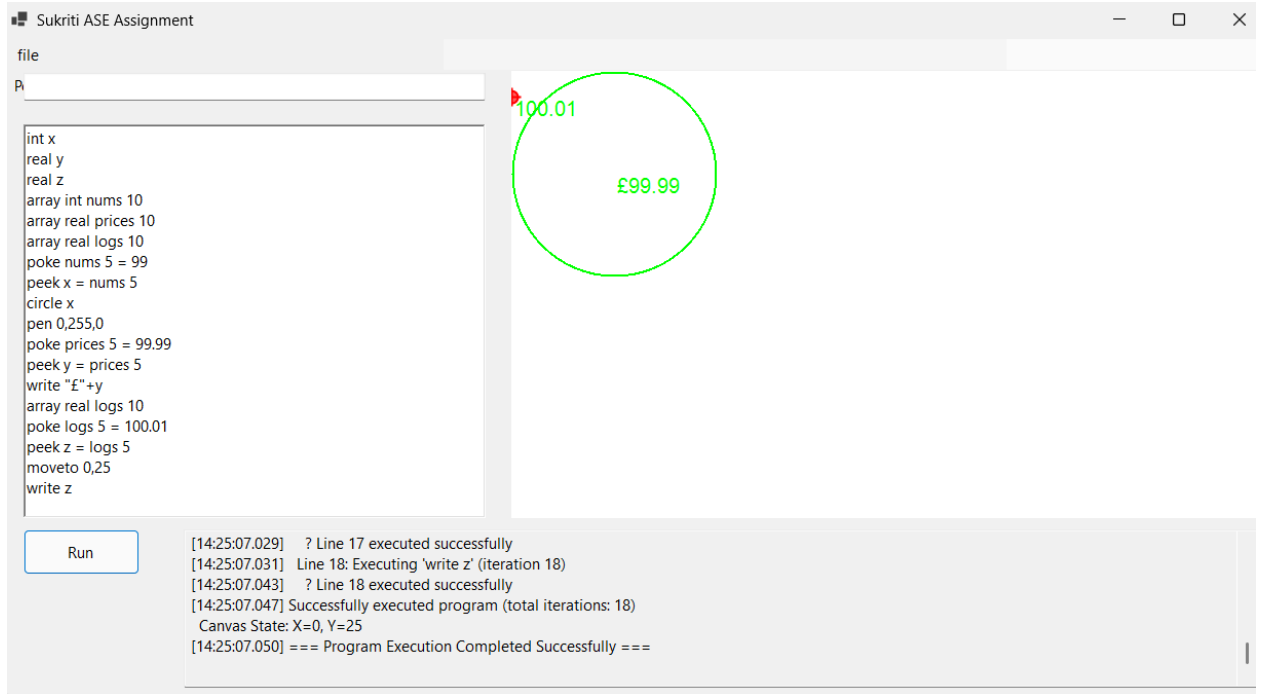 Sukriti ASE Assignment
file
int x
real y
real z
array int nums 10
array real prices 10
array real logs 10
poke nums 5 = 99
peek x = nums 5
circle x
pen 0,255,0
poke prices 5 = 99.99
peek y = prices 5
write "£"+y
array real logs 10
poke logs 5 = 100.01
peek z = logs 5
moveto 0,25
write z
100.01
£99.99
Run
[14:25:07.029] ? Line 17 executed successfully
[14:25:07.031] Line 18: Executing 'write z' (iteration 18)
[14:25:07.043] ? Line 18 executed successfully
[14:25:07.047] Successfully executed program (total iterations: 18)
Canvas State: X=0, Y=25
[14:25:07.050] === Program Execution Completed Successfully ===